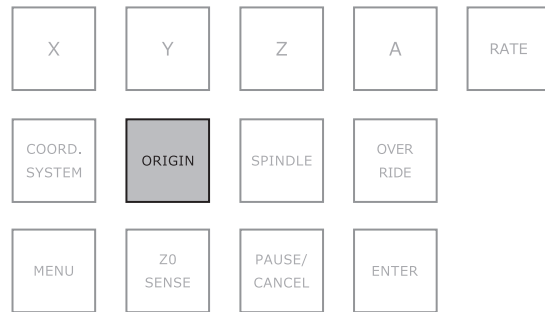 X
Y
Z
A
RATE
COORD.
SYSTEM
ORIGIN
SPINDLE
OVER
RIDE
MENU
Z0
SENSE
PAUSE/
CANCEL
ENTER